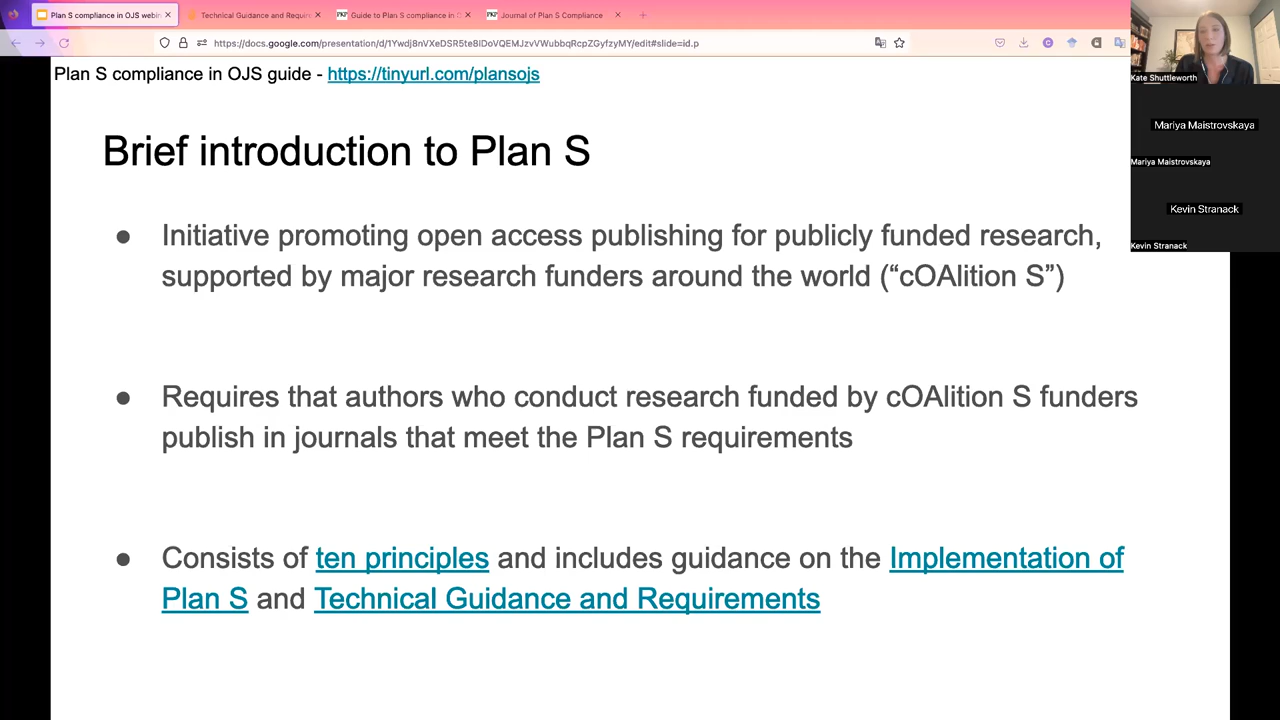 Plan S compliance in OJS webin
Technical Guidance and Requirem
Guide to Plan S compliance in O
Journal of Plan S Compliance
https://docs.google.com/presentation/d/1Ywdj8nVXeDSR5te8IDoVQEMJzvVWubbqRcpZGyfzyMY/edit#slide=id.p
Plan S compliance in OJS guide - https://tinyurl.com/plansojs
Kate Shuttleworth
Mariya Maistrovskaya
Mariya Maistrovskaya
Kevin Stranack
Kevin Stranack
Brief introduction to Plan S
● Initiative promoting open access publishing for publicly funded research,
supported by major research funders around the world (“cOAlition S”)
● Requires that authors who conduct research funded by cOAlition S funders
publish in journals that meet the Plan S requirements
● Consists of ten principles and includes guidance on the Implementation of
Plan S and Technical Guidance and Requirements